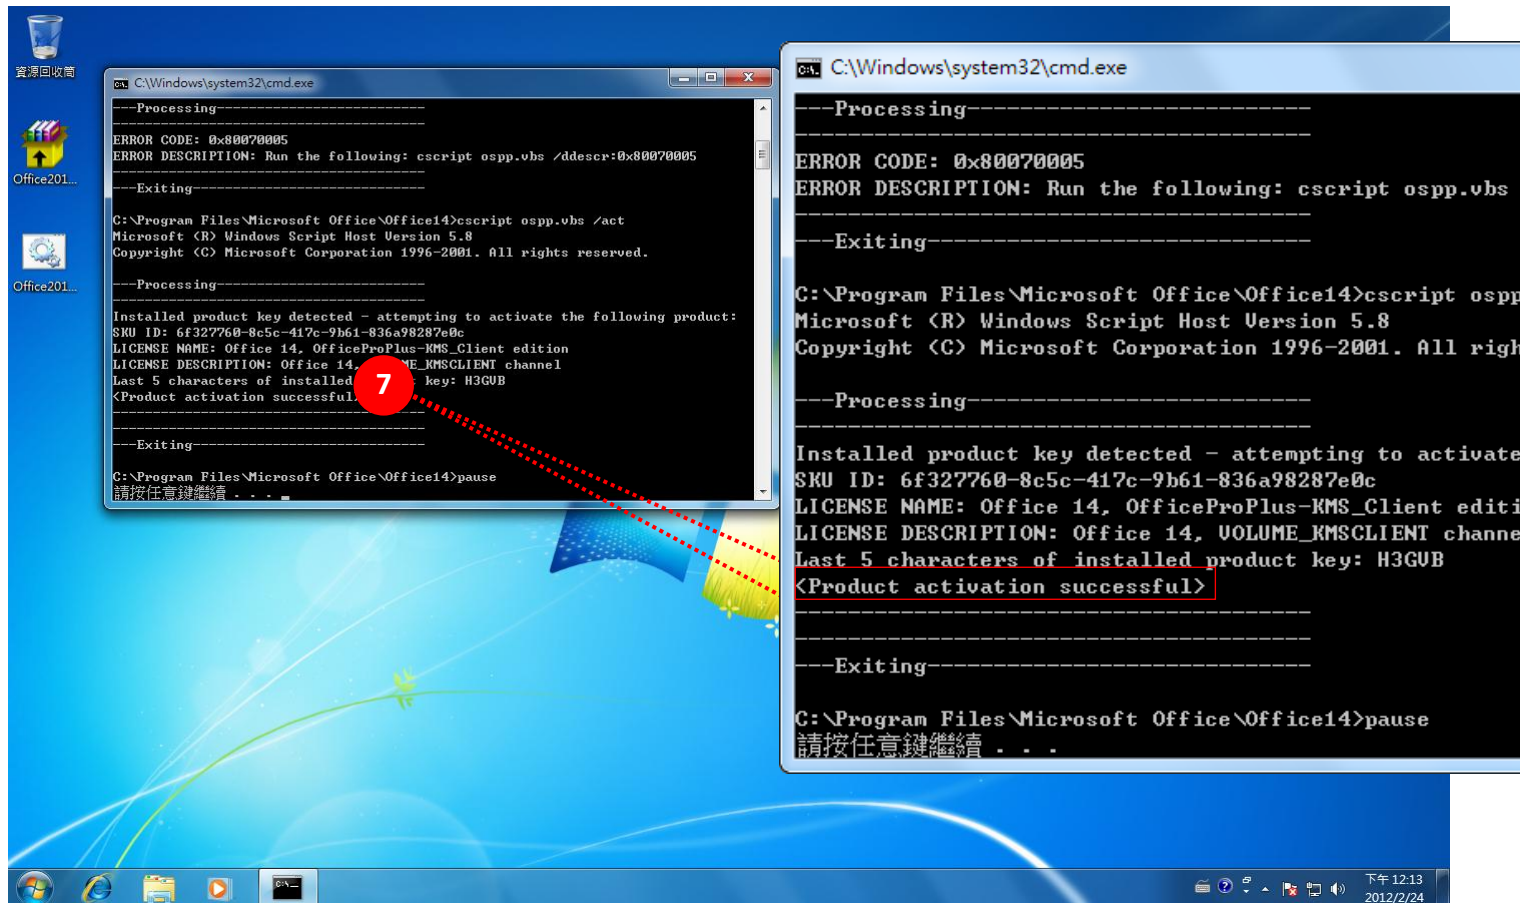 資源回收筒
Office201...
Office201...
C:\Windows\system32\cmd.exe
---Processing--------------------------
---------------------------------------
ERROR CODE: 0x80070005
ERROR DESCRIPTION: Run the following: cscript ospp.vbs /ddescr:0x80070005
---------------------------------------
---Exiting-----------------------------
C:\Program Files\Microsoft Office\Office14>cscript ospp.vbs /act
Microsoft (R) Windows Script Host Version 5.8
Copyright (C) Microsoft Corporation 1996-2001. All rights reserved.
---Processing--------------------------
---------------------------------------
Installed product key detected - attempting to activate the following product:
SKU ID: 6f327760-8c5c-417c-9b61-836a98287e0c
LICENSE NAME: Office 14, OfficeProPlus-KMS_Client edition
LICENSE DESCRIPTION: Office 14, ME_KMSCLIENT channel
Last 5 characters of installed key: H3GVB
<Product activation successful
---------------------------------------
---------------------------------------
---Exiting-----------------------------
C:\Program Files\Microsoft Office\Office14>pause
請按任意鍵繼續 . . . _
7
C:\Windows\system32\cmd.exe
---Processing--------------------------
---------------------------------------
ERROR CODE: 0x80070005
ERROR DESCRIPTION: Run the following: cscript ospp.vbs
---------------------------------------
---Exiting-----------------------------
C:\Program Files\Microsoft Office\Office14>cscript ospp
Microsoft (R) Windows Script Host Version 5.8
Copyright (C) Microsoft Corporation 1996-2001. All righ
---Processing--------------------------
---------------------------------------
Installed product key detected - attempting to activate
SKU ID: 6f327760-8c5c-417c-9b61-836a98287e0c
LICENSE NAME: Office 14, OfficeProPlus-KMS_Client editi
LICENSE DESCRIPTION: Office 14, VOLUME_KMSCLIENT channe
Last 5 characters of installed product key: H3GVB
<Product activation successful>
---------------------------------------
---------------------------------------
---Exiting-----------------------------
C:\Program Files\Microsoft Office\Office14>pause
請按任意鍵繼續 . . .
下午 12:13
2012/2/24